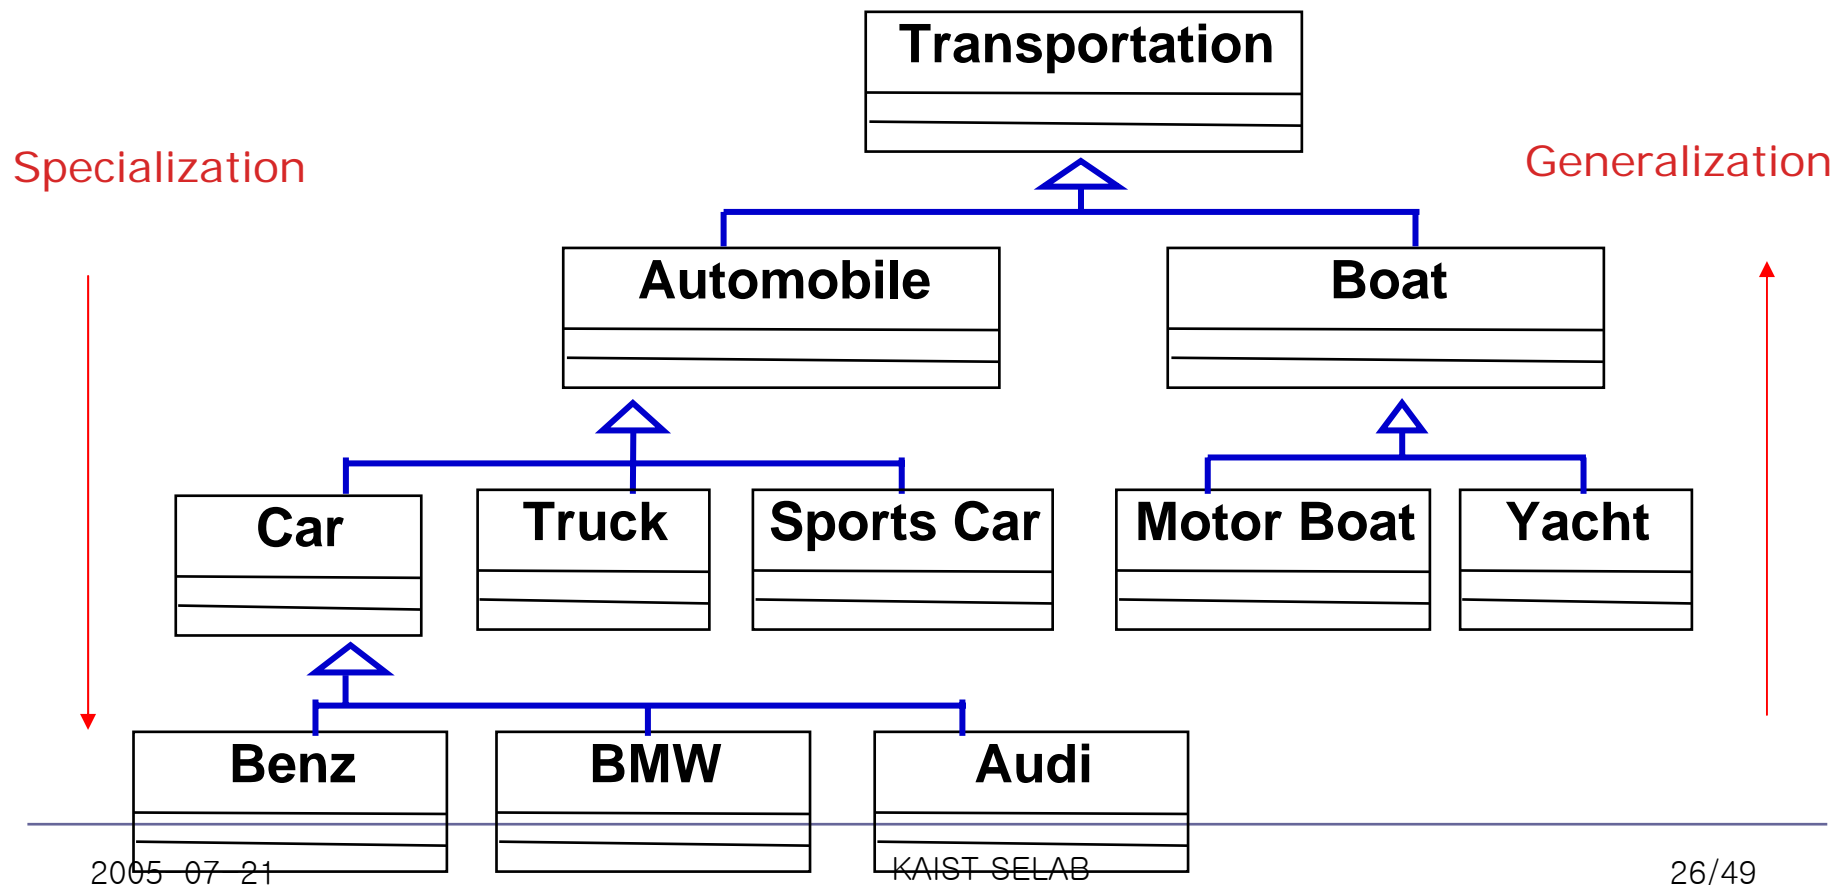 Transportation
Specialization
Generalization
Automobile
Boat
Car
Truck
Sports Car
Motor Boat
Yacht
Benz
BMW
Audi
2005-07-21
KAIST SELAB
26/49